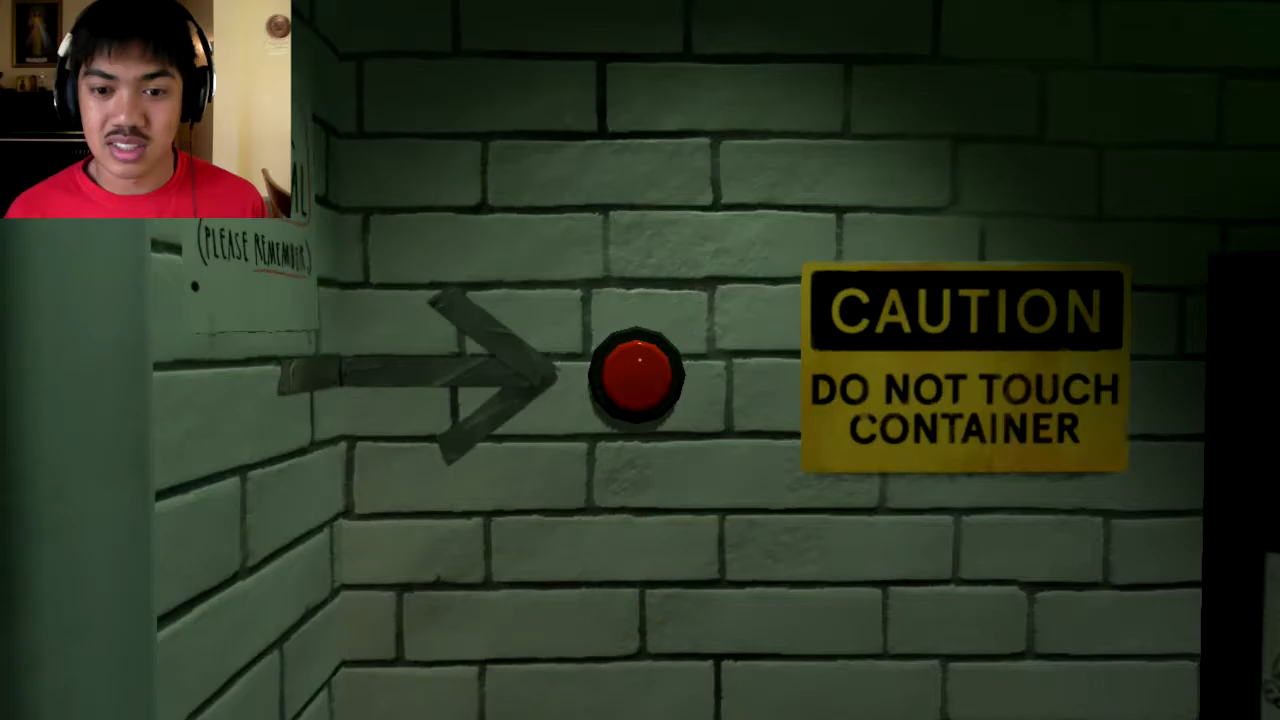 (PLEASE REMEMBER)
CAUTION
DO NOT TOUCH
CONTAINER